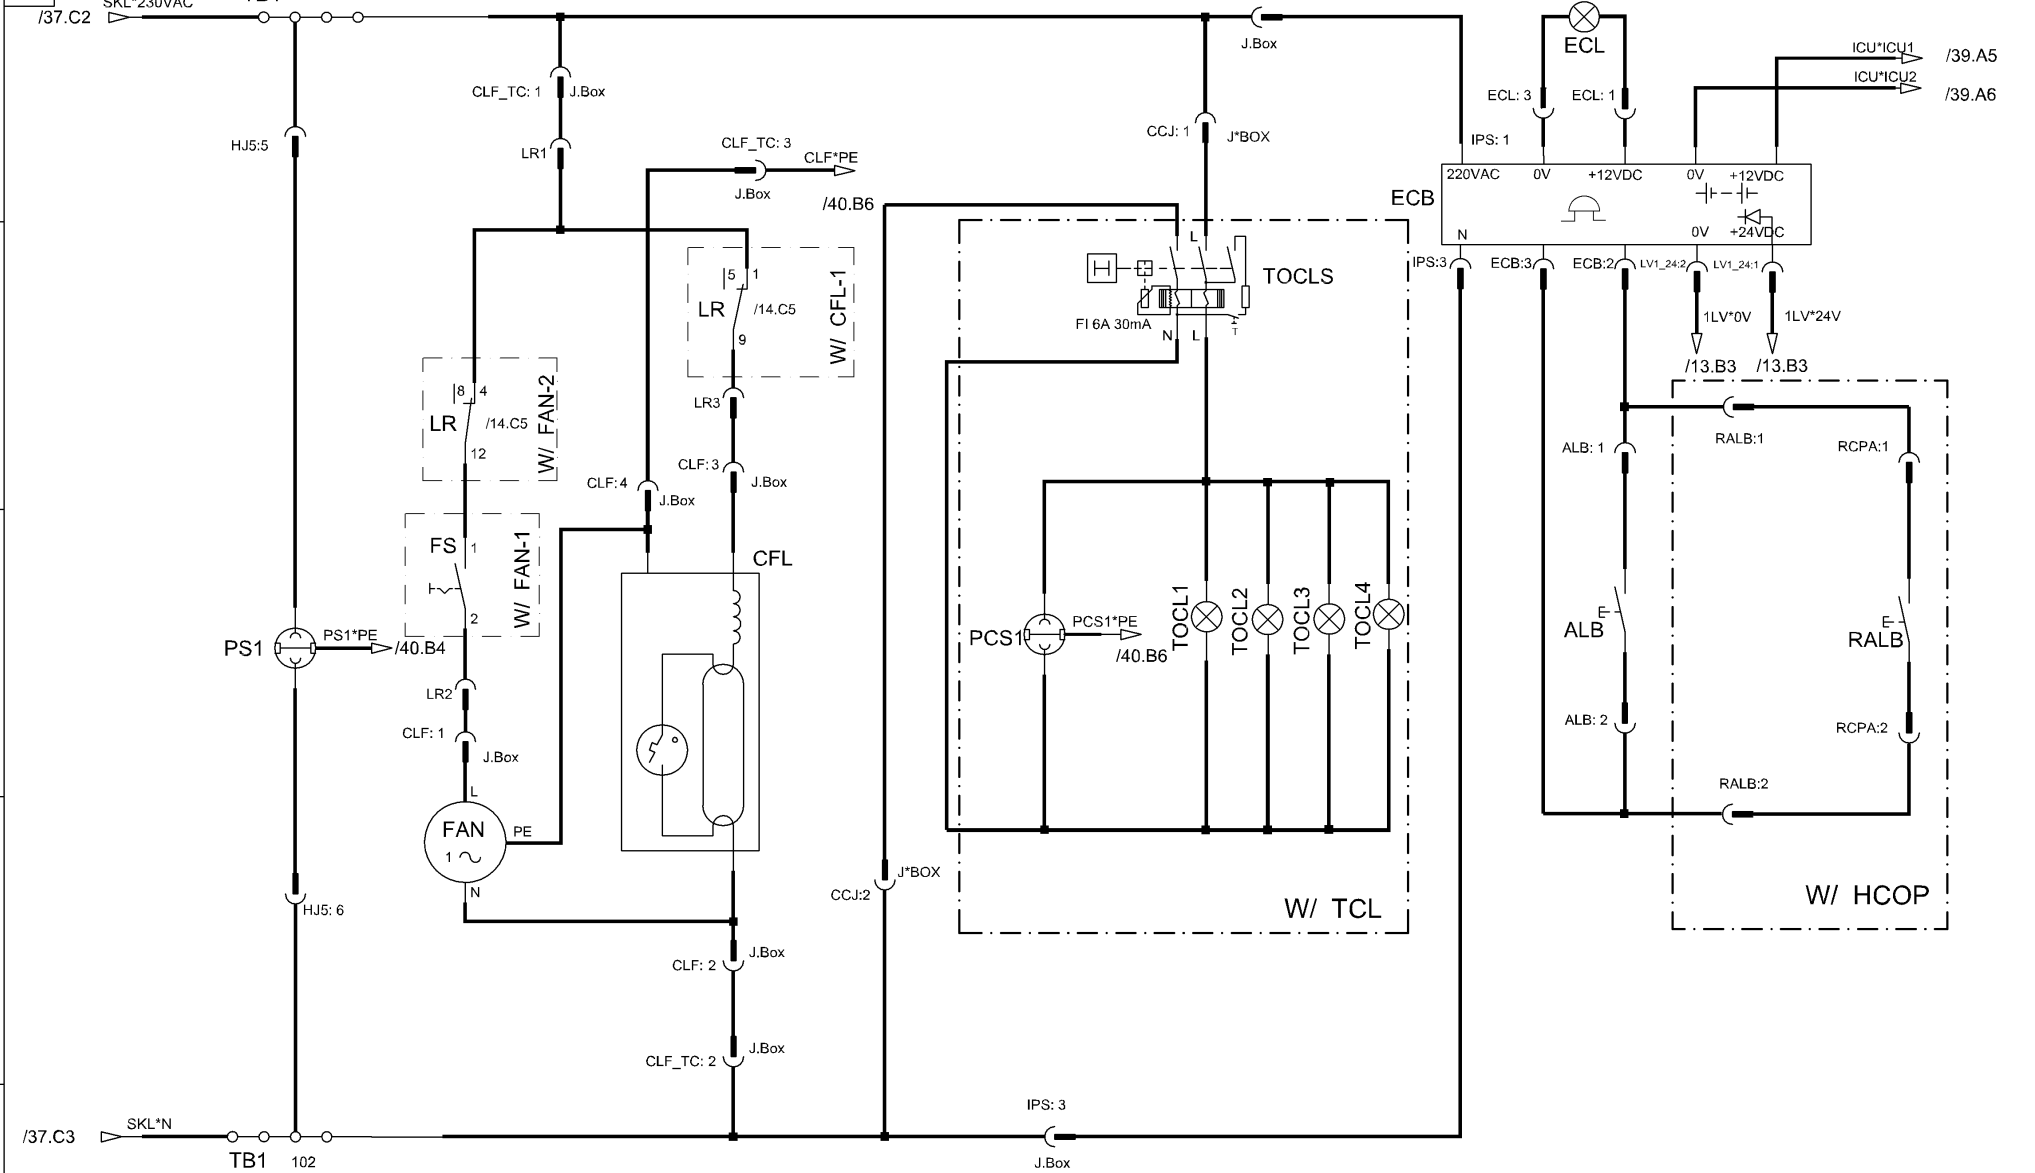 SKL*230VAC
/37.C2
J.Box
ECL
ICU*ICU1
/39.A5
ICU*ICU2
/39.A6
CLF_TC: 1
J.Box
ECL: 3
ECL: 1
HJ5:5
LR1
CLF_TC: 3
CLF*PE
J.Box
/40.B6
CCJ: 1
J*BOX
IPS: 1
ECB
220VAC
0V
+12VDC
0V
+12VDC
N
0V
+24VDC
IPS:3
ECB:3
ECB:2
LV1_24:2
LV1_24:1
1LV*0V
1LV*24V
/13.B3
/13.B3
L
TOCLS
FI 6A 30mA
T
N
L
5
1
LR
/14.C5
9
W/ CFL-1
LR3
8
4
LR
/14.C5
12
W/ FAN-2
CLF: 3
J.Box
CLF: 4
J.Box
RALB:1
ALB: 1
RCPA:1
FS
1
2
W/ FAN-1
CFL
PS1
PS1*PE
/40.B4
PCS1
PCS1*PE
/40.B6
TOCL1
TOCL2
TOCL3
TOCL4
ALB
RALB
LR2
CLF: 1
J.Box
ALB: 2
RCPA:2
RALB:2
L
FAN
1
PE
N
HJ5: 6
J*BOX
CCJ:2
W/ TCL
W/ HCOP
J.Box
CLF: 2
J.Box
CLF_TC: 2
IPS: 3
J.Box
SKL*N
/37.C3
TB1
102